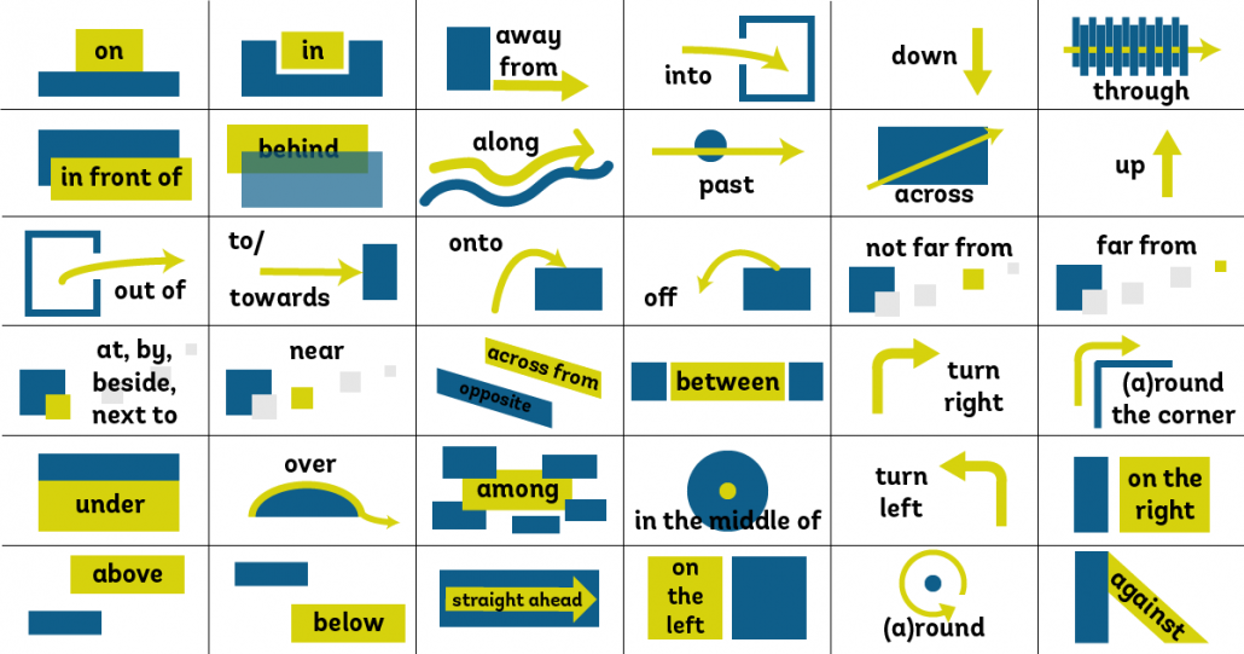 on
in
away
from
into
down
through
in front of
behind
along
past
across
up
out of
to/
towards
onto
off
not far from
far from
at, by,
beside,
next to
near
across from
opposite
between
turn
right
(a)round
the corner
under
over
among
in the middle of
turn
left
on the
right
above
below
straight ahead
on
the
left
(a)round
against